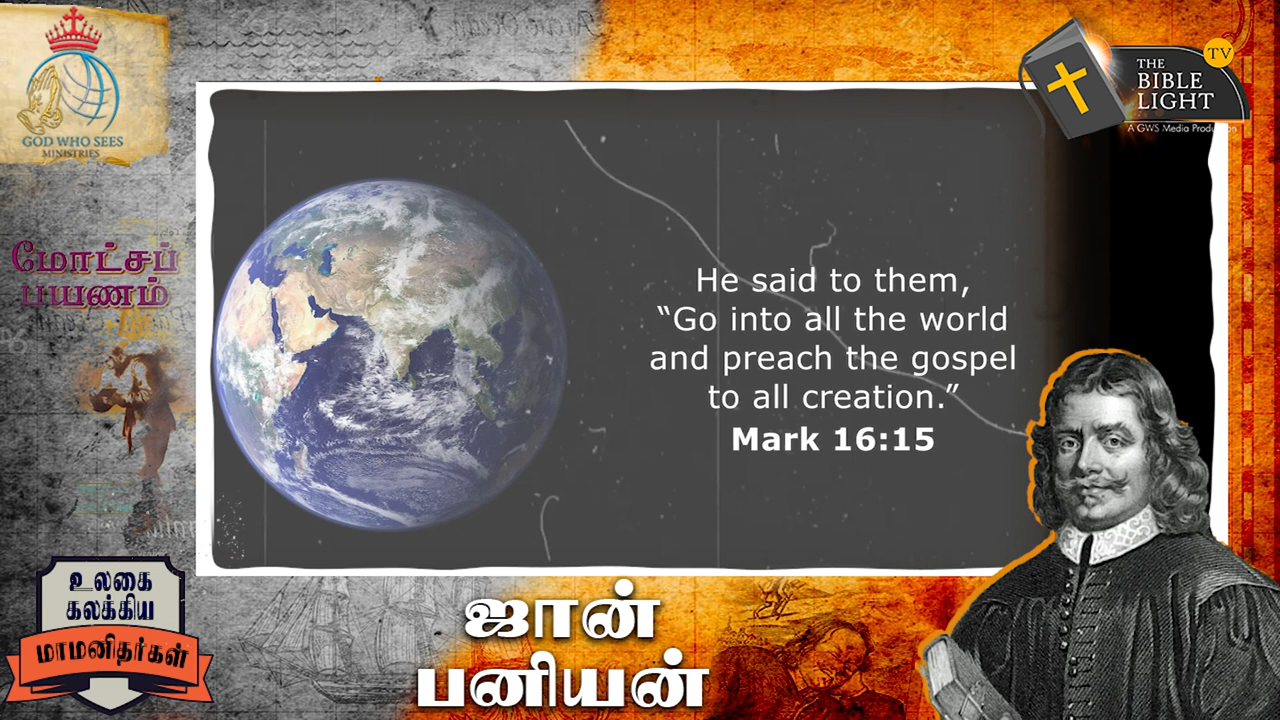 GOD WHO SEES
MINISTRIES
THE
BIBLE
LIGHT
TV
A GWS Media Production
மோட்சப்
பயணம்
He said to them,
“Go into all the world
and preach the gospel
to all creation.”
Mark 16:15
உலகை
கலக்கிய
மாமனிதர்கள்
ஜான்
பனியன்